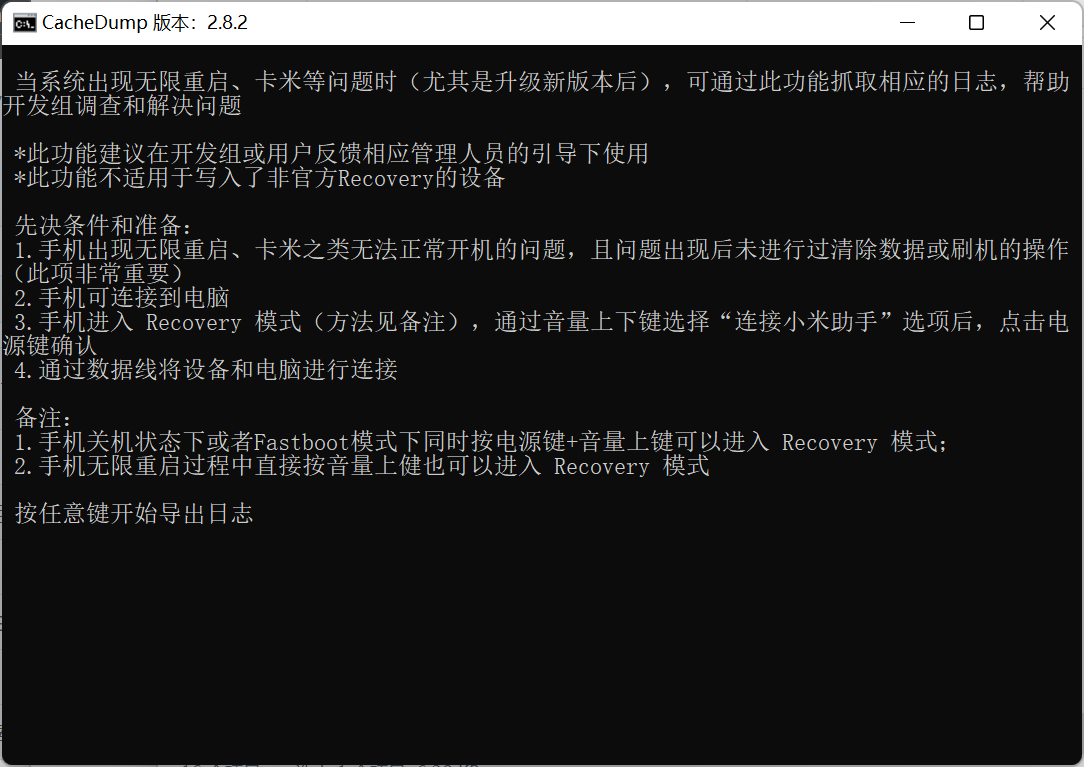 CacheDump 版本：2.8.2
当系统出现无限重启、卡米等问题时（尤其是升级新版本后），可通过此功能抓取相应的日志，帮助
开发组调查和解决问题
*此功能建议在开发组或用户反馈相应管理人员的引导下使用
*此功能不适用于写入了非官方Recovery的设备
先决条件和准备：
1.手机出现无限重启、卡米之类无法正常开机的问题，且问题出现后未进行过清除数据或刷机的操作
（此项非常重要）
2.手机可连接到电脑
3.手机进入 Recovery 模式（方法见备注），通过音量上下键选择“连接小米助手”选项后，点击电
源键确认
4.通过数据线将设备和电脑进行连接
备注：
1.手机关机状态下或者Fastboot模式下同时按电源键+音量上键可以进入 Recovery 模式；
2.手机无限重启过程中直接按音量上健也可以进入 Recovery 模式
按任意键开始导出日志